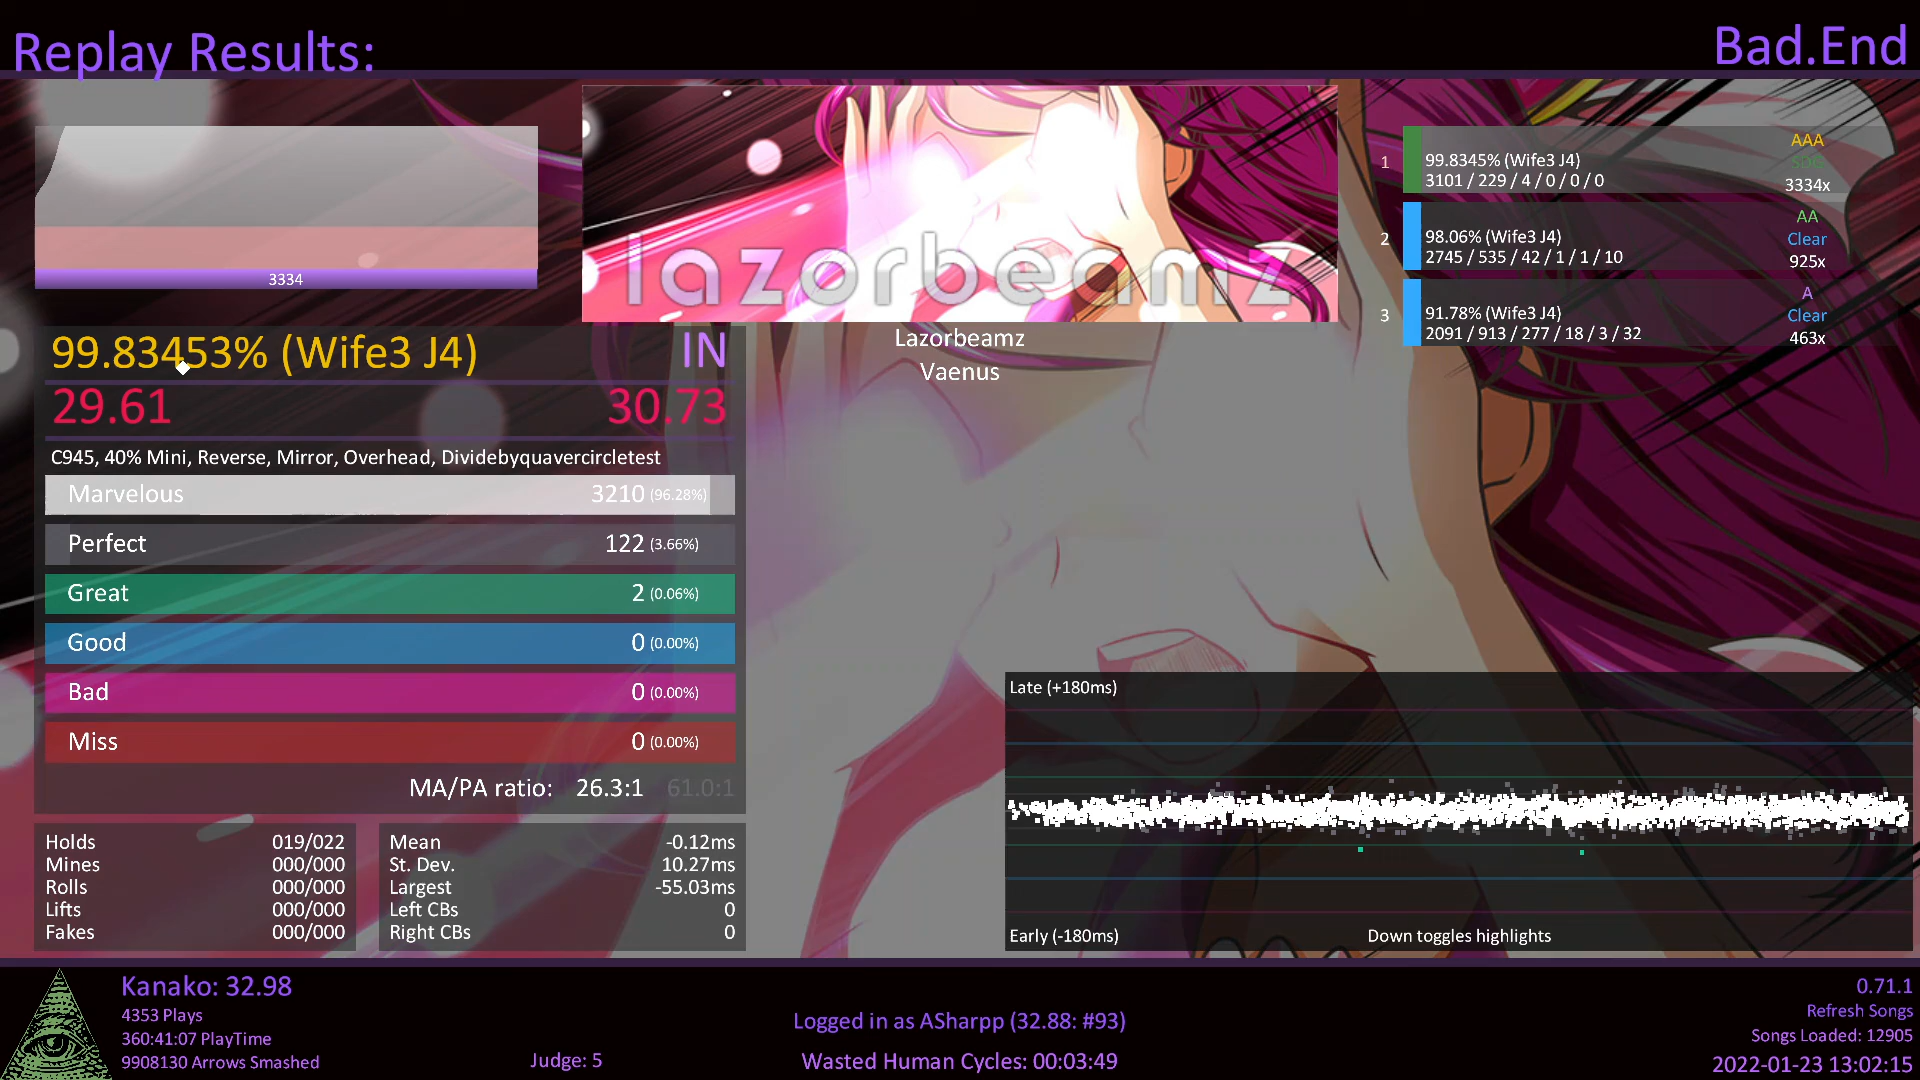 Replay Results:
Bad.End
3334
lazorbeamz
Lazorbeamz
Vaenus
1
99.8345% (Wife3 J4)
3101 / 229 / 4 / 0 / 0 / 0
AAA
SDG
3334x
2
98.06% (Wife3 J4)
2745 / 535 / 42 / 1 / 1 / 10
AA
Clear
925x
3
91.78% (Wife3 J4)
2091 / 913 / 277 / 18 / 3 / 32
A
Clear
463x
99.83453% (Wife3 J4) IN
29.61 30.73
C945, 40% Mini, Reverse, Mirror, Overhead, Dividebyquavercircletest
Marvelous 3210 (96.28%)
Perfect 122 (3.66%)
Great 2 (0.06%)
Good 0 (0.00%)
Bad 0 (0.00%)
Miss 0 (0.00%)
MA/PA ratio: 26.3:1 61.0:1
Holds 019/022
Mines 000/000
Rolls 000/000
Lifts 000/000
Fakes 000/000
Mean -0.12ms
St. Dev. 10.27ms
Largest -55.03ms
Left CBs 0
Right CBs 0
Late (+180ms)
Early (-180ms)
Down toggles highlights
Kanako: 32.98
4353 Plays
360:41:07 PlayTime
9908130 Arrows Smashed
Judge: 5
Logged in as ASharpp (32.88: #93)
Wasted Human Cycles: 00:03:49
0.71.1
Refresh Songs
Songs Loaded: 12905
2022-01-23 13:02:15